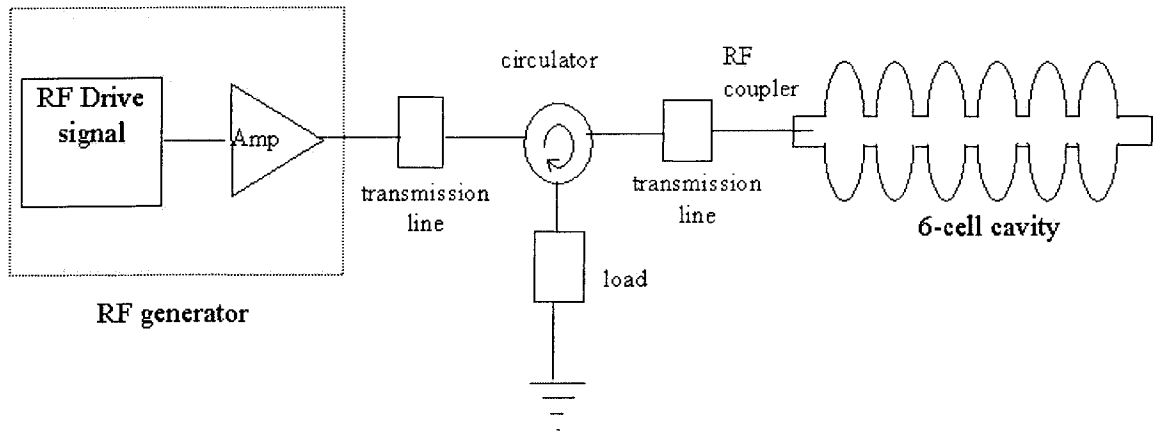 RF Drive
signal
Amp
transmission
line
circulator
load
transmission
line
RF
coupler
6-cell cavity
RF generator